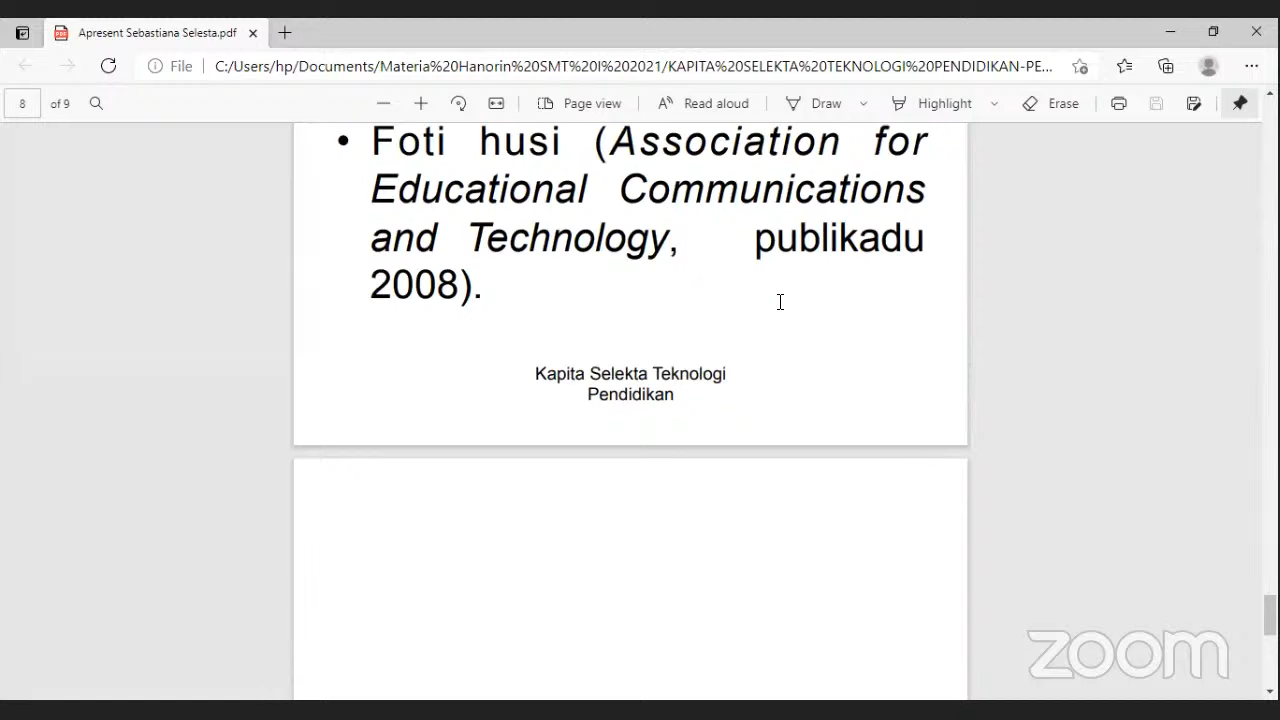 Apresent Sebastiana Selesta.pdf
File
C:/Users/hp/Documents/Materia%20Hanorin%20SMT%20I%202021/KAPITA%20SELEKTA%20TEKNOLOGI%20PENDIDIKAN-PE...
8 of 9
Page view
Read aloud
Draw
Highlight
Erase
• Foti husi (Association for
Educational Communications
and Technology, publikadu
2008).
Kapita Selekta Teknologi
Pendidikan
zoom